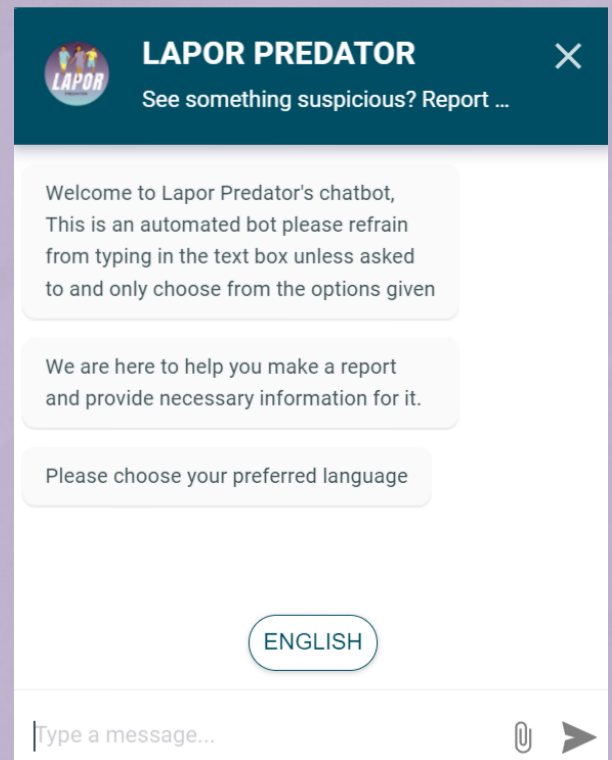 LAPOR PREDATOR
See something suspicious? Report ...
LAPOR
Welcome to Lapor Predator's chatbot,
This is an automated bot please refrain
from typing in the text box unless asked
to and only choose from the options given
We are here to help you make a report
and provide necessary information for it.
Please choose your preferred language
ENGLISH
Type a message...